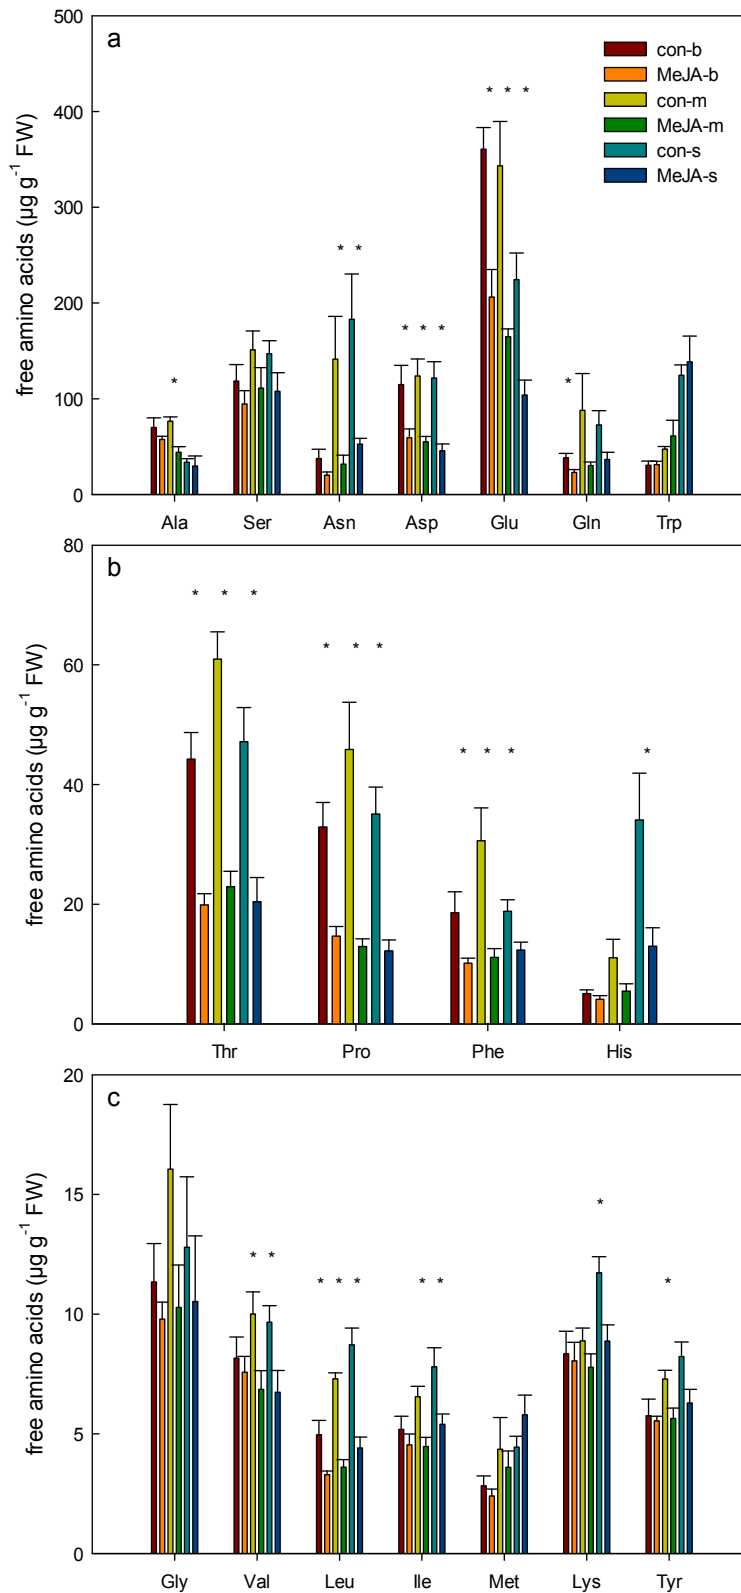 a
free amino acids (µg g⁻¹ FW)
500
400
300
200
100
0
con-b
MeJA-b
con-m
MeJA-m
con-s
MeJA-s
* * *
* *
* * *
*
*
Ala Ser Asn Asp Glu Gln Trp
b
free amino acids (µg g⁻¹ FW)
80
60
40
20
0
* * *
* * *
* * *
*
Thr Pro Phe His
c
free amino acids (µg g⁻¹ FW)
20
15
10
5
0
*
* *
* * *
* *
*
Gly Val Leu Ile Met Lys Tyr